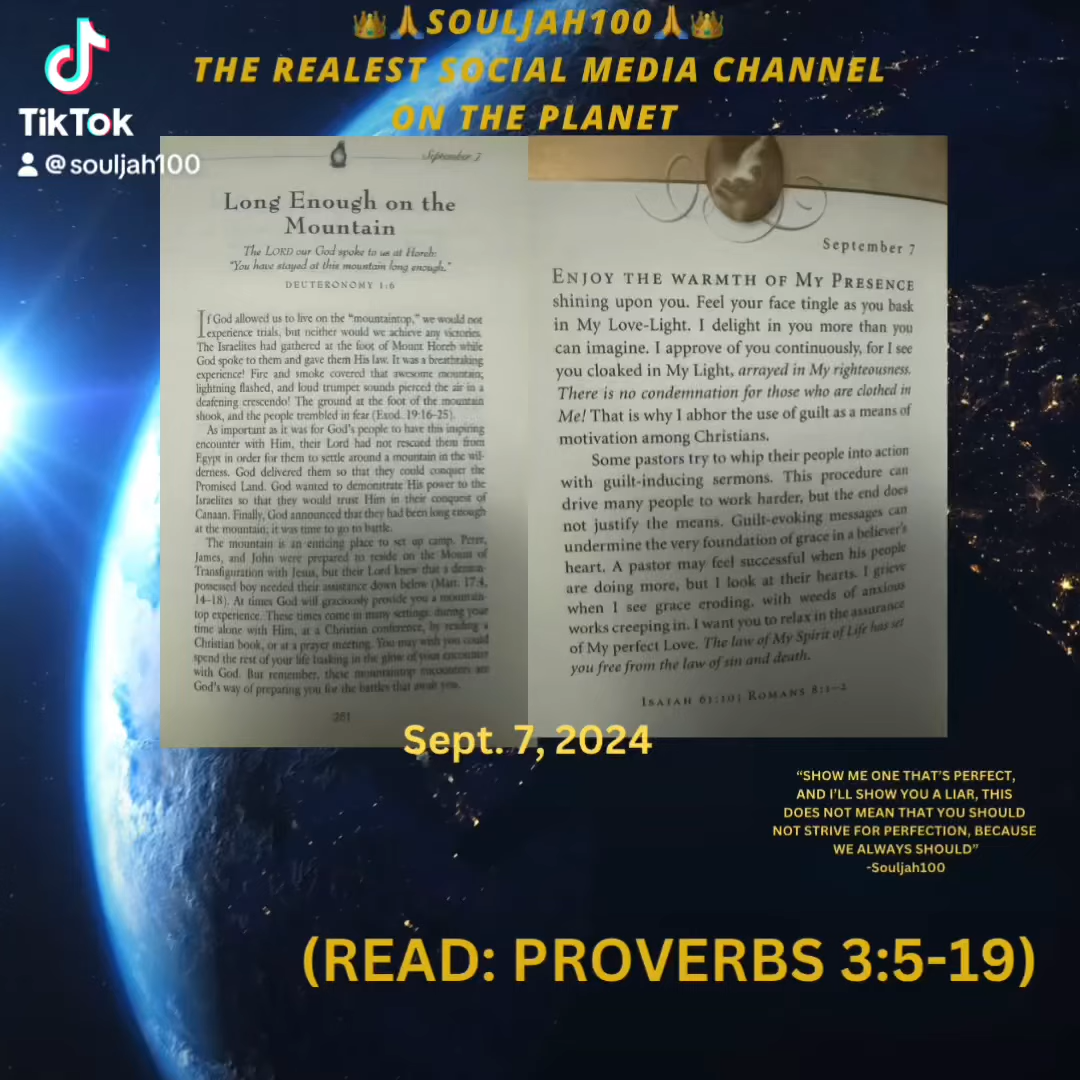 👑🙏SOULJAH100🙏👑
THE REALEST SOCIAL MEDIA CHANNEL
ON THE PLANET
TikTok
@souljah100
September 7
Long Enough on the
Mountain
The LORD our God spoke to us at Horeb:
"You have stayed at this mountain long enough."
DEUTERONOMY 1:6
If God allowed us to live on the "mountaintop," we would not
experience trials, but neither would we achieve any victories.
The Israelites had gathered at the foot of Mount Horeb while
God spoke to them and gave them His law. It was a breathtaking
experience! Fire and smoke covered that awesome mountain,
lightning flashed, and loud trumpet sounds pierced the air in a
deafening crescendo! The ground at the foot of the mountain
shook, and the people trembled in fear (Exod. 19:16–25).
As important as it was for God's people to have this inspiring
encounter with Him, their Lord had not rescued them from
Egypt in order for them to settle around a mountain in the wil-
derness. God delivered them so that they could conquer the
Promised Land. God wanted to demonstrate His power to the
Israelites so that they would trust Him in their conquest of
Canaan. Finally, God announced that they had been long enough
at the mountain; it was time to go to battle.
The mountain is an enticing place to set up camp. Peter,
James, and John were prepared to reside on the Mount of
Transfiguration with Jesus, but their Lord knew that a demon-
possessed boy needed their assistance down below (Matt. 17:4,
14–18). At times God will graciously provide you a mountain-
top experience. These times come in many settings: during your
time alone with Him, at a Christian conference, by reading a
Christian book, or at a prayer meeting. You may wish you could
spend the rest of your life basking in the glow of your encounter
with God. But remember, these mountaintop encounters are
God's way of preparing you for the battles that await you.
261
September 7
ENJOY THE WARMTH OF MY PRESENCE
shining upon you. Feel your face tingle as you bask
in My Love-Light. I delight in you more than you
can imagine. I approve of you continuously, for I see
you cloaked in My Light, arrayed in My righteousness.
There is no condemnation for those who are clothed in
Me! That is why I abhor the use of guilt as a means of
motivation among Christians.
Some pastors try to whip their people into action
with guilt-inducing sermons. This procedure can
drive many people to work harder, but the end does
not justify the means. Guilt-evoking messages can
undermine the very foundation of grace in a believer's
heart. A pastor may feel successful when his people
are doing more, but I look at their hearts. I grieve
when I see grace eroding, with weeds of anxious
works creeping in. I want you to relax in the assurance
of My perfect Love. The law of My Spirit of Life has set
you free from the law of sin and death.
ISAIAH 61:10; ROMANS 8:1–2
Sept. 7, 2024
"SHOW ME ONE THAT'S PERFECT,
AND I'LL SHOW YOU A LIAR, THIS
DOES NOT MEAN THAT YOU SHOULD
NOT STRIVE FOR PERFECTION, BECAUSE
WE ALWAYS SHOULD"
-Souljah100
(READ: PROVERBS 3:5-19)